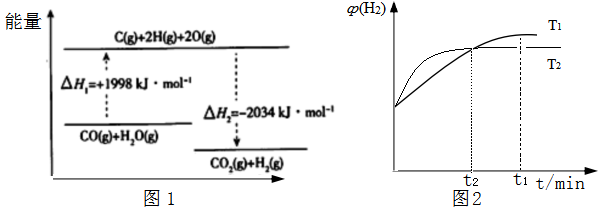 能量
C(g)+2H(g)+2O(g)
ΔH₁=+1998 kJ·mol⁻¹
ΔH₂=-2034 kJ·mol⁻¹
CO(g)+H₂O(g)
CO₂(g)+H₂(g)
图1
φ(H₂)
T₁
T₂
t₂
t₁
t/min
图2